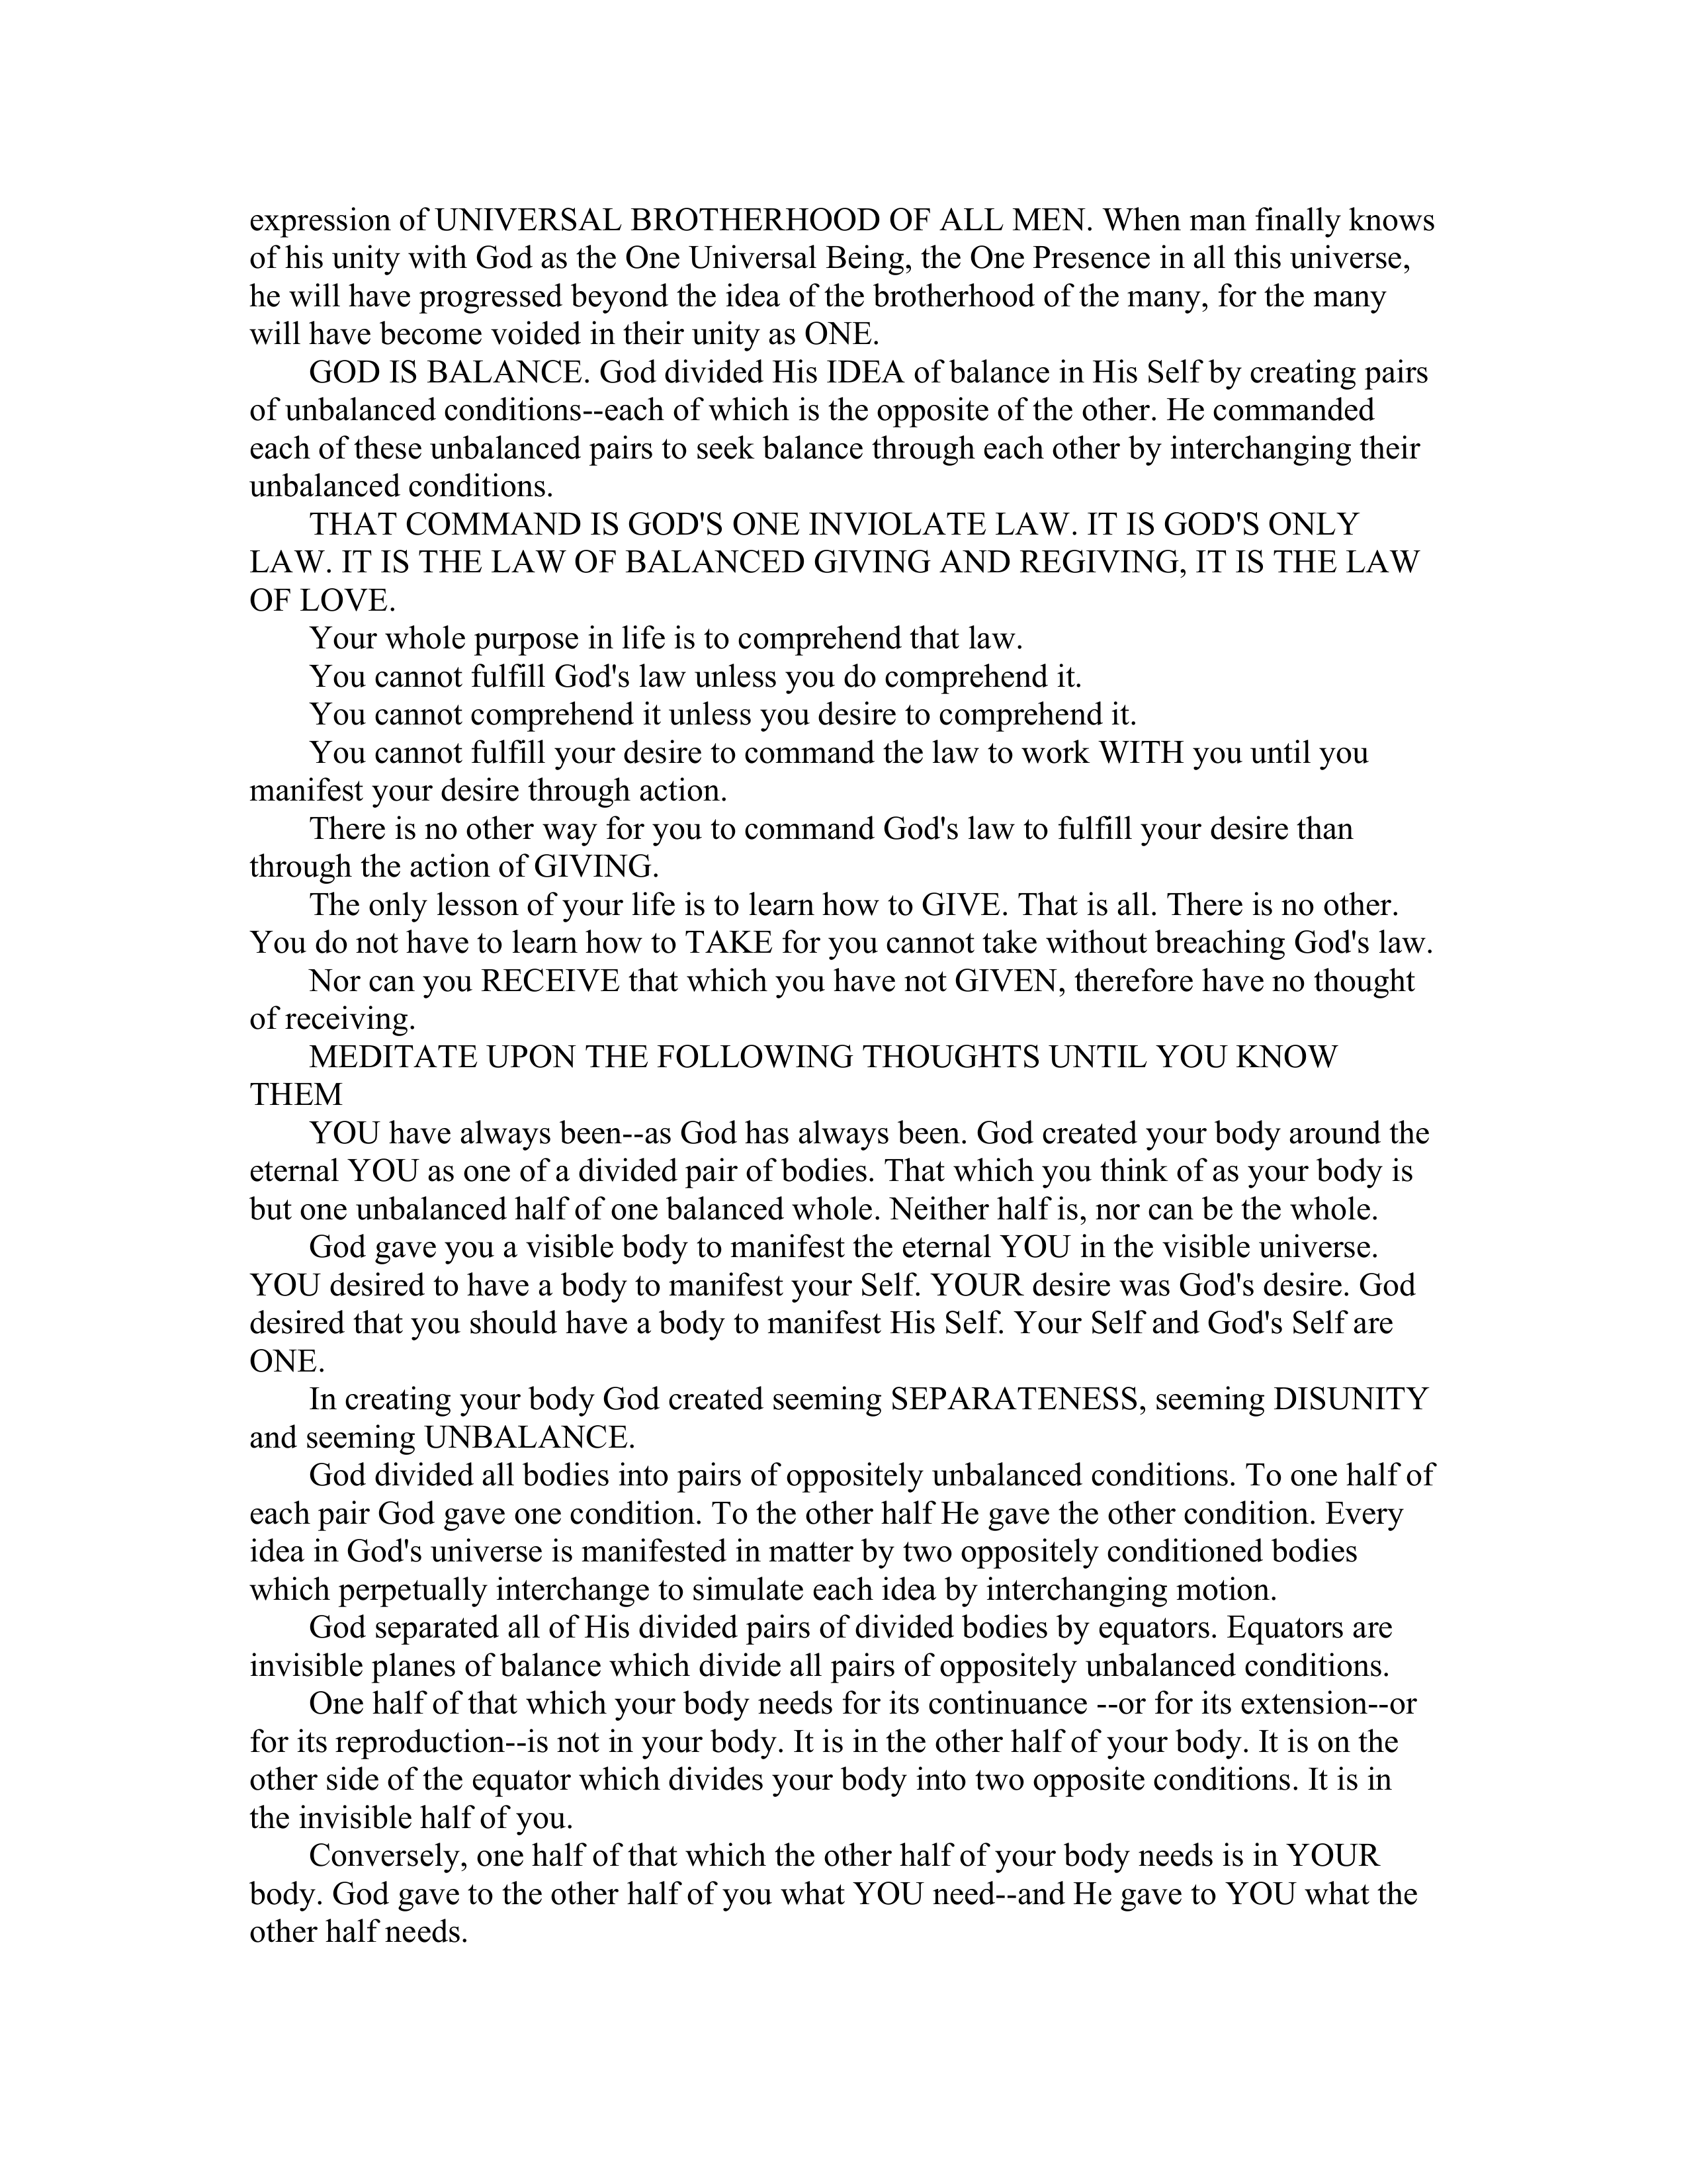 expression of UNIVERSAL BROTHERHOOD OF ALL MEN. When man finally knows
of his unity with God as the One Universal Being, the One Presence in all this universe,
he will have progressed beyond the idea of the brotherhood of the many, for the many
will have become voided in their unity as ONE.
GOD IS BALANCE. God divided His IDEA of balance in His Self by creating pairs
of unbalanced conditions--each of which is the opposite of the other. He commanded
each of these unbalanced pairs to seek balance through each other by interchanging their
unbalanced conditions.
THAT COMMAND IS GOD'S ONE INVIOLATE LAW. IT IS GOD'S ONLY
LAW. IT IS THE LAW OF BALANCED GIVING AND REGIVING, IT IS THE LAW
OF LOVE.
Your whole purpose in life is to comprehend that law.
You cannot fulfill God's law unless you do comprehend it.
You cannot comprehend it unless you desire to comprehend it.
You cannot fulfill your desire to command the law to work WITH you until you
manifest your desire through action.
There is no other way for you to command God's law to fulfill your desire than
through the action of GIVING.
The only lesson of your life is to learn how to GIVE. That is all. There is no other.
You do not have to learn how to TAKE for you cannot take without breaching God's law.
Nor can you RECEIVE that which you have not GIVEN, therefore have no thought
of receiving.
MEDITATE UPON THE FOLLOWING THOUGHTS UNTIL YOU KNOW
THEM
YOU have always been--as God has always been. God created your body around the
eternal YOU as one of a divided pair of bodies. That which you think of as your body is
but one unbalanced half of one balanced whole. Neither half is, nor can be the whole.
God gave you a visible body to manifest the eternal YOU in the visible universe.
YOU desired to have a body to manifest your Self. YOUR desire was God's desire. God
desired that you should have a body to manifest His Self. Your Self and God's Self are
ONE.
In creating your body God created seeming SEPARATENESS, seeming DISUNITY
and seeming UNBALANCE.
God divided all bodies into pairs of oppositely unbalanced conditions. To one half of
each pair God gave one condition. To the other half He gave the other condition. Every
idea in God's universe is manifested in matter by two oppositely conditioned bodies
which perpetually interchange to simulate each idea by interchanging motion.
God separated all of His divided pairs of divided bodies by equators. Equators are
invisible planes of balance which divide all pairs of oppositely unbalanced conditions.
One half of that which your body needs for its continuance --or for its extension--or
for its reproduction--is not in your body. It is in the other half of your body. It is on the
other side of the equator which divides your body into two opposite conditions. It is in
the invisible half of you.
Conversely, one half of that which the other half of your body needs is in YOUR
body. God gave to the other half of you what YOU need--and He gave to YOU what the
other half needs.